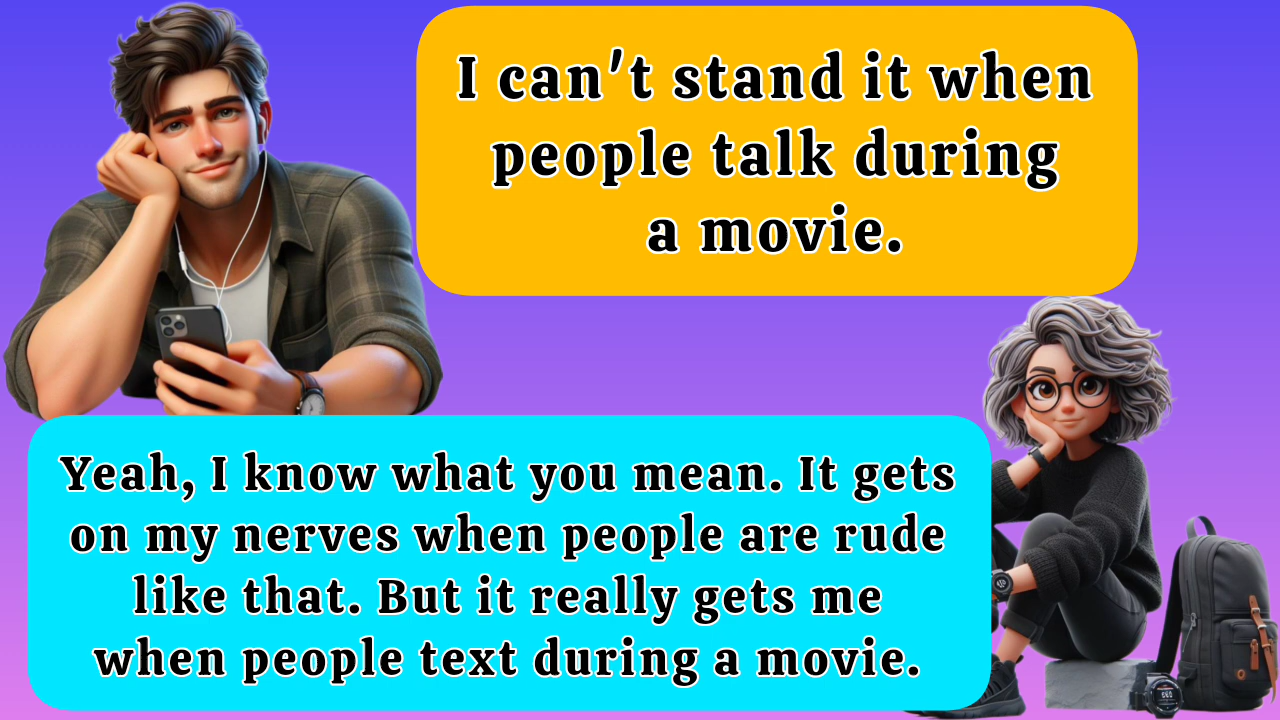 I can't stand it when
people talk during
a movie.
Yeah, I know what you mean. It gets
on my nerves when people are rude
like that. But it really gets me
when people text during a movie.